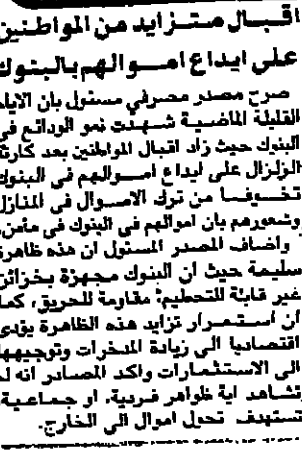 اقبال متزايد من المواطنين
على ايداع اموالهم بالبنوك
صرح مصدر مصرفي مسئول بان الايام
القليلة الماضية شهدت نمو الودائع في
البنوك حيث زاد اقبال المواطنين بعد كارثة
الزلزال على ايداع اموالهم في البنوك
تخوفا من ترك الاموال في المنازل
وشعورهم بان اموالهم في البنوك في مأمن.
واضاف المصدر المسئول ان هذه ظاهرة
سليمة حيث ان البنوك مجهزة بخزائن
غير قابلة للتحطيم، مقاومة للحريق، كما
ان استمرار تزايد هذه الظاهرة يؤدى
اقتصاديا الى زيادة المدخرات وتوجيهها
الى الاستثمارات واكد المصادر انه لم
تشاهد اية ظواهر فردية، او جماعية،
تستهدف تحول اموال الى الخارج.